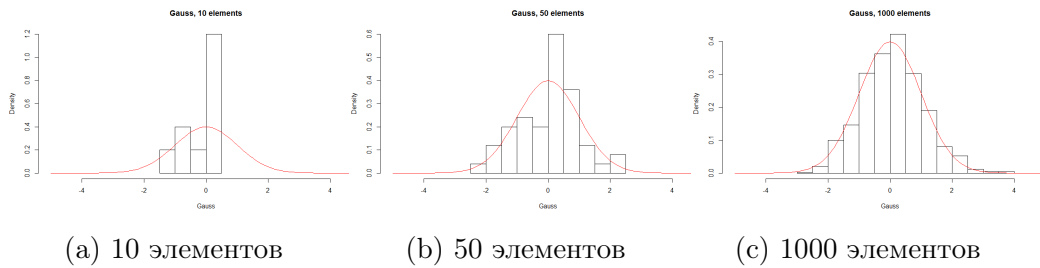 Gauss, 10 elements
Density
0.0 0.2 0.4 0.6 0.8 1.0 1.2
-4 -2 0 2 4
Gauss
(a) 10 элементов
Gauss, 50 elements
Density
0.0 0.1 0.2 0.3 0.4 0.5 0.6
-4 -2 0 2 4
Gauss
(b) 50 элементов
Gauss, 1000 elements
Density
0.0 0.1 0.2 0.3 0.4
-4 -2 0 2 4
Gauss
(c) 1000 элементов